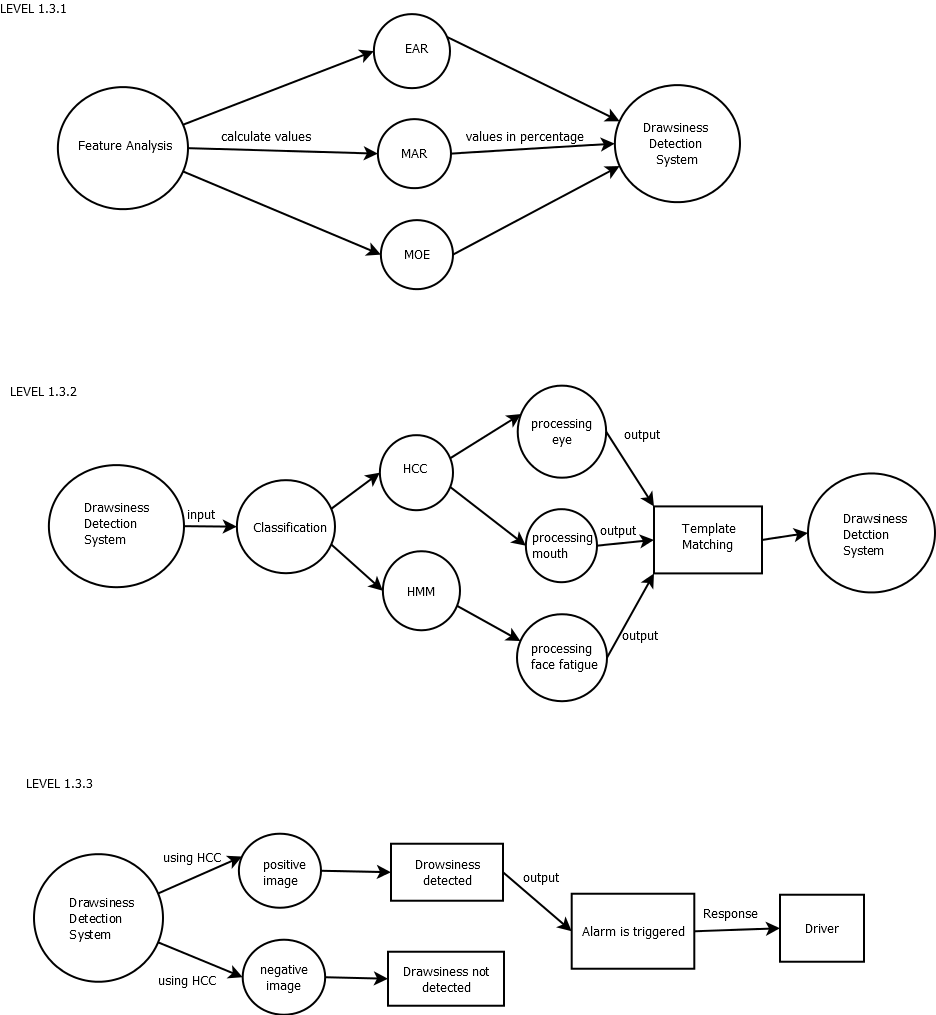 LEVEL 1.3.1
EAR
Feature Analysis
calculate values
MAR
values in percentage
Drawsiness
Detection
System
MOE
LEVEL 1.3.2
processing
eye
output
HCC
Drawsiness
Detection
System
input
Classification
processing
mouth
output
Template
Matching
Drawsiness
Detction
System
HMM
processing
face fatigue
output
LEVEL 1.3.3
using HCC
positive
image
Drowsiness
detected
output
Drawsiness
Detection
System
Alarm is triggered
Response
Driver
using HCC
negative
image
Drawsiness not
detected